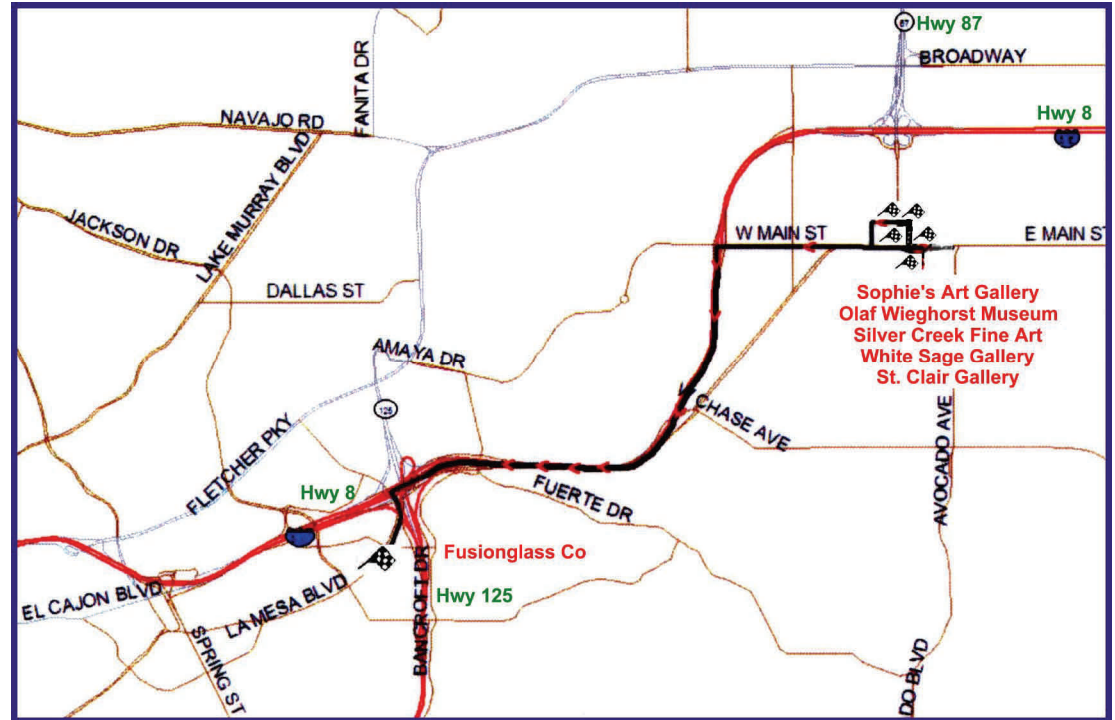 Hwy 87
67
BROADWAY
FANITA DR
NAVAJO RD
Hwy 8
LAKE MURRAY BLVD
JACKSON DR
W MAIN ST
E MAIN ST
DALLAS ST
Sophie's Art Gallery
Olaf Wieghorst Museum
Silver Creek Fine Art
White Sage Gallery
St. Clair Gallery
AMAYA DR
125
CHASE AVE
AVOCADO AVE
FLETCHER PKY
Hwy 8
FUERTE DR
Fusionglass Co
Hwy 125
BANCROFT DR
EL CAJON BLVD
LA MESA BLVD
SPRING ST
DO BLVD